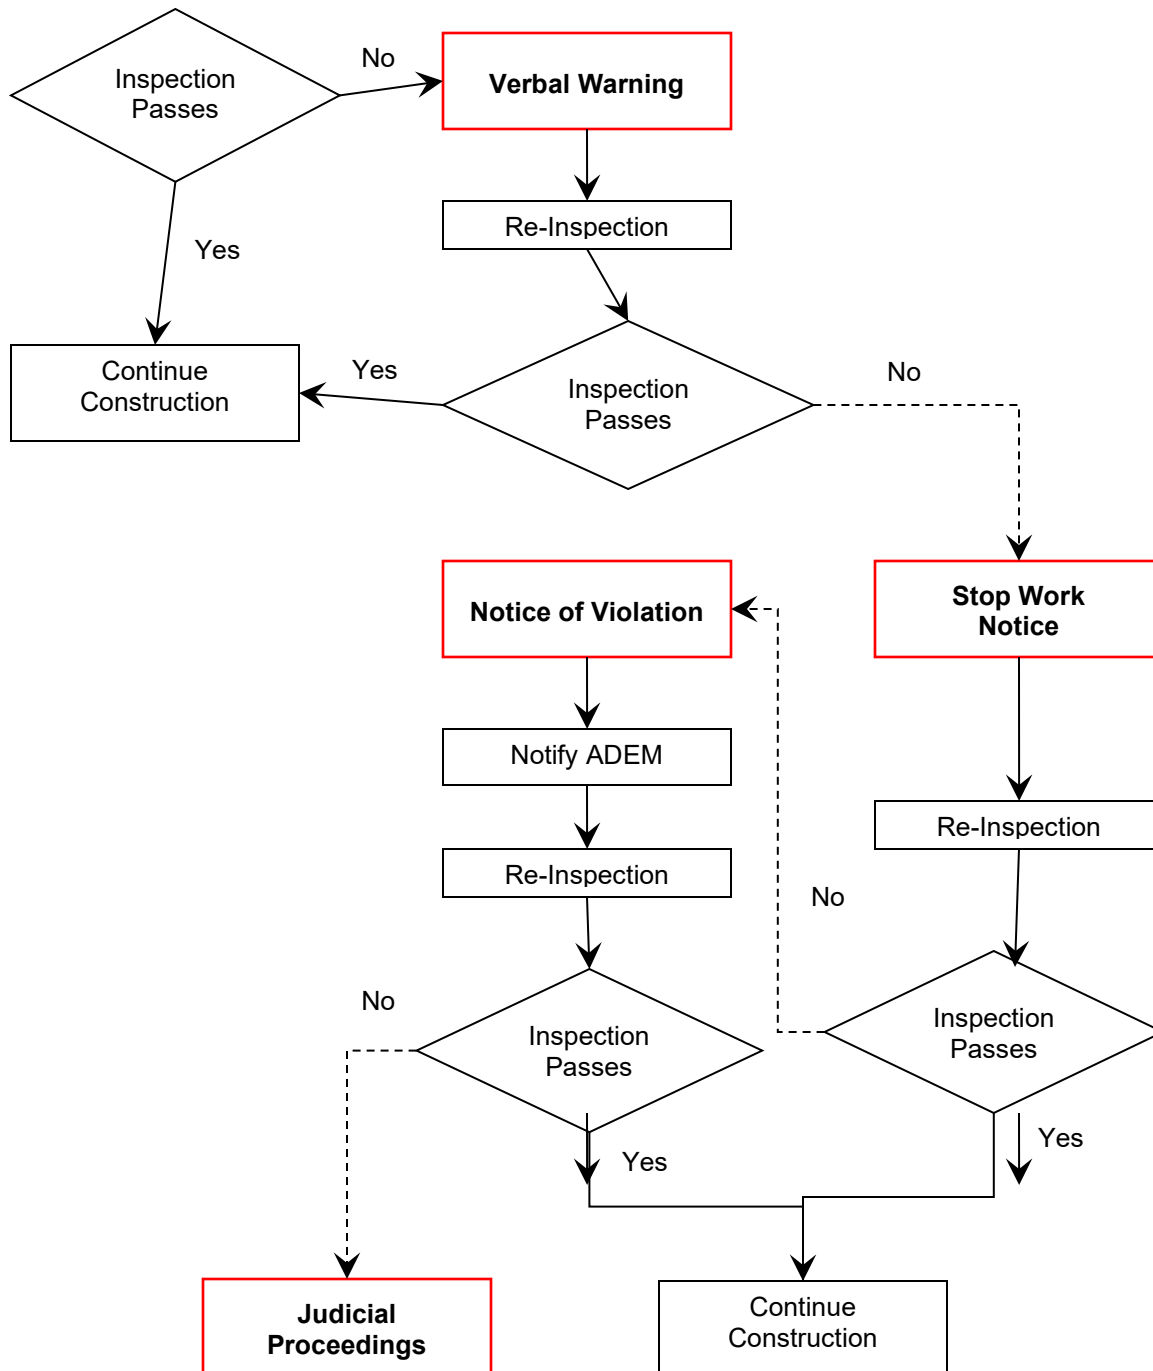 Inspection
Passes
No
Verbal Warning
Re-Inspection
Yes
Continue
Construction
Yes
Inspection
Passes
No
Notice of Violation
Stop Work
Notice
Notify ADEM
Re-Inspection
Re-Inspection
No
No
Inspection
Passes
Inspection
Passes
Yes
Yes
Judicial
Proceedings
Continue
Construction